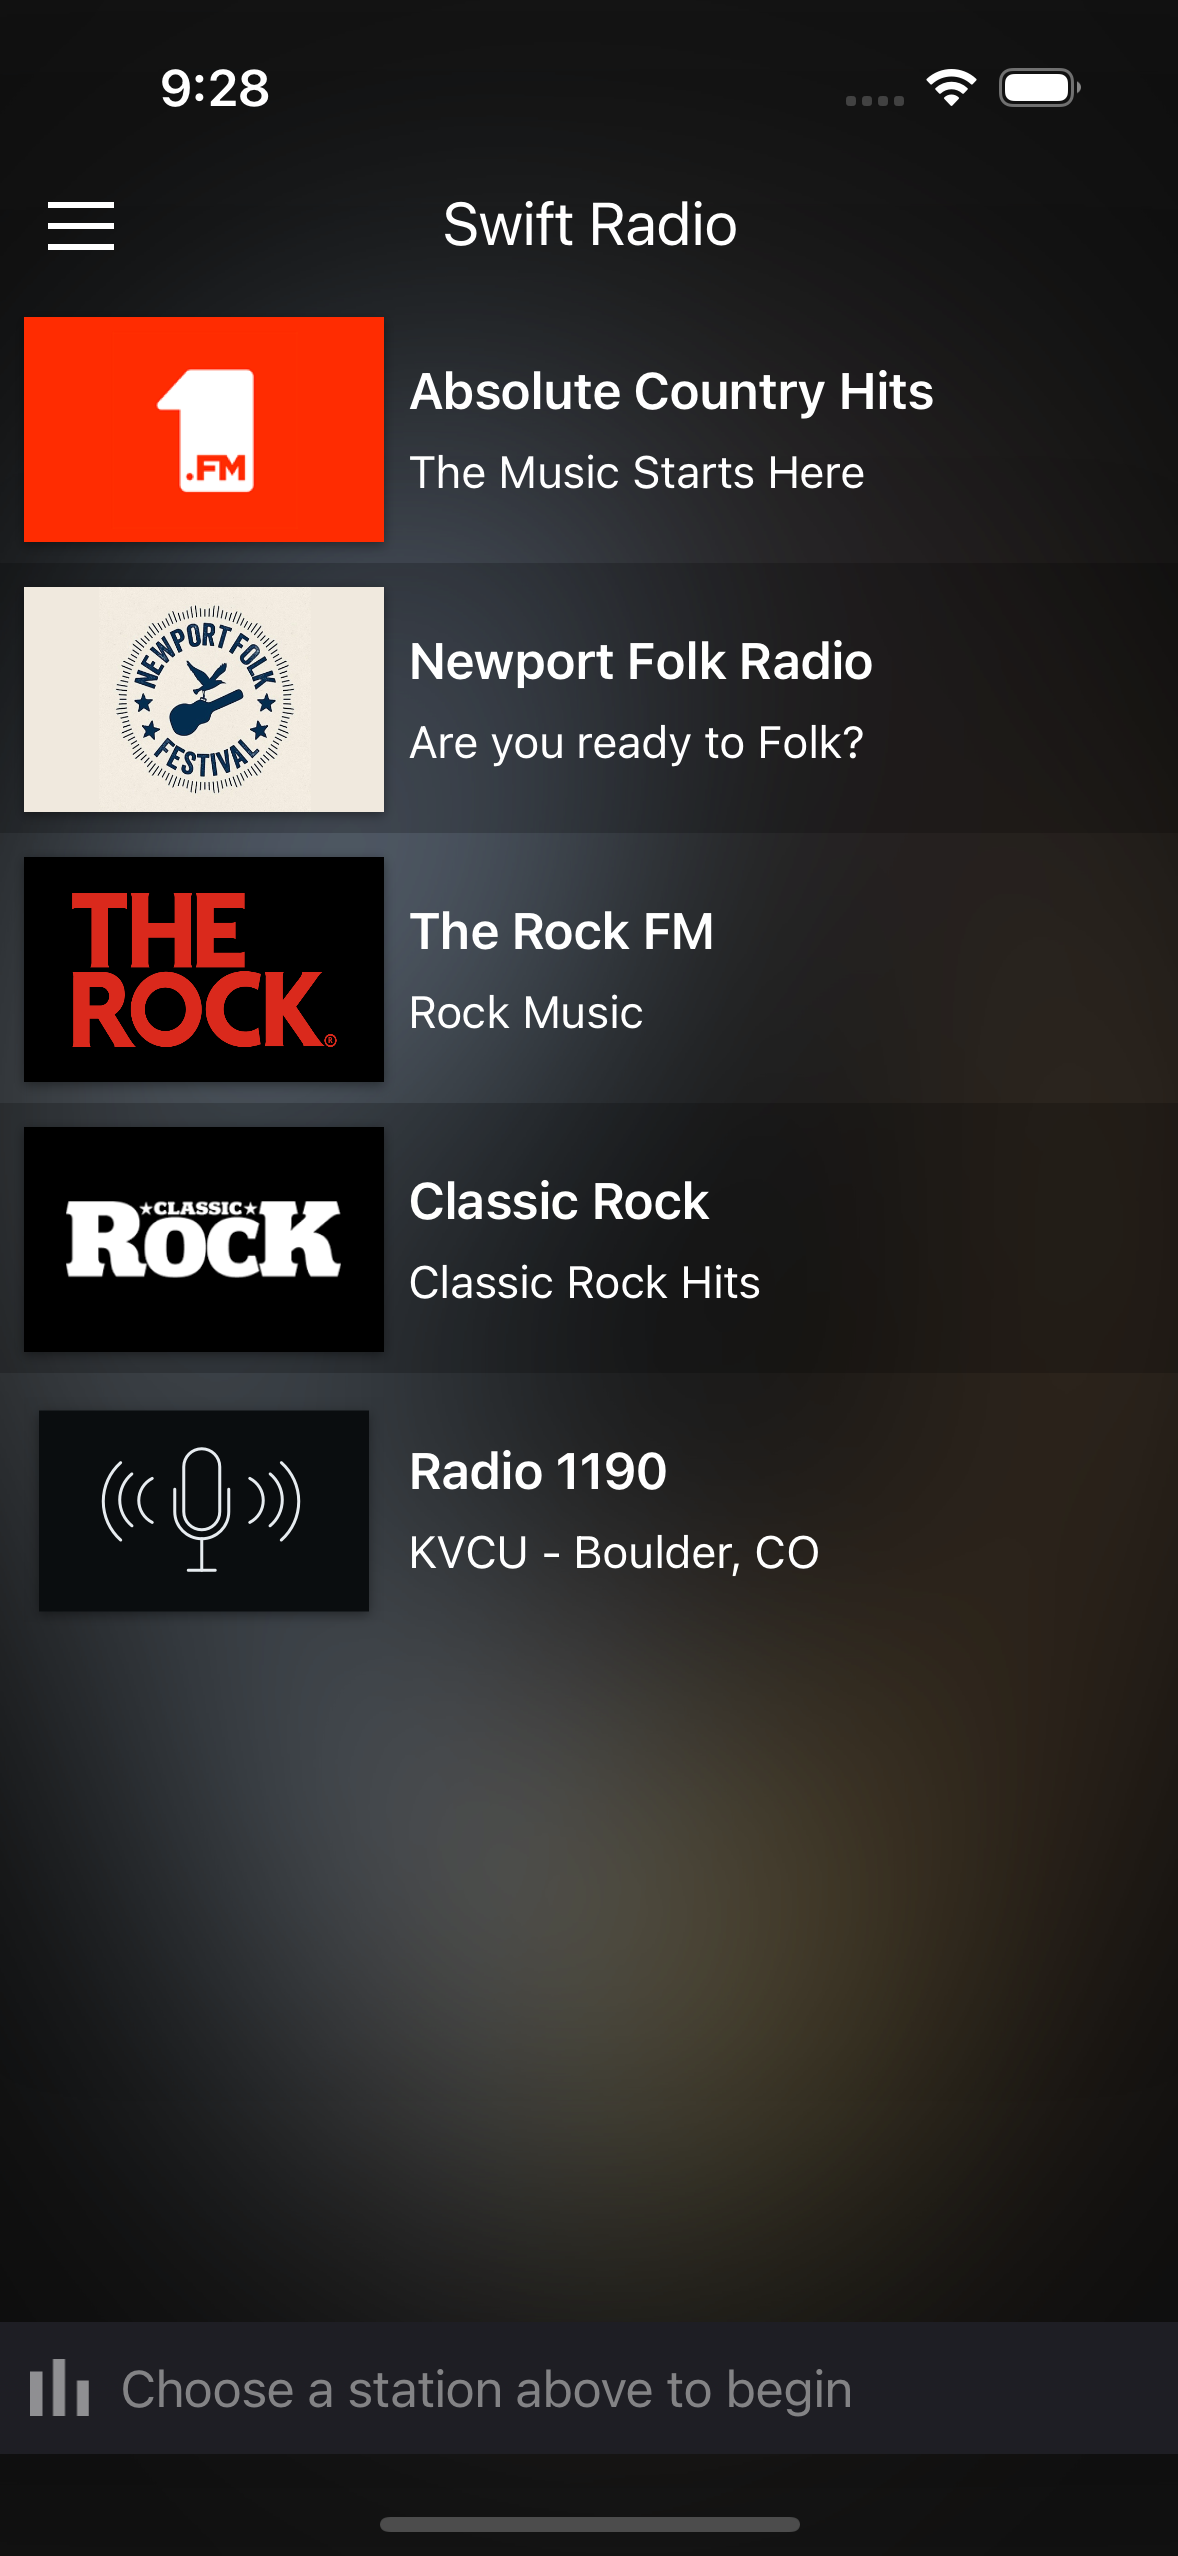 9:28
Swift Radio
.FM
Absolute Country Hits
The Music Starts Here
NEWPORT FOLK
FESTIVAL
Newport Folk Radio
Are you ready to Folk?
THE
ROCK®
The Rock FM
Rock Music
CLASSIC
ROCK
Classic Rock
Classic Rock Hits
Radio 1190
KVCU - Boulder, CO
Choose a station above to begin